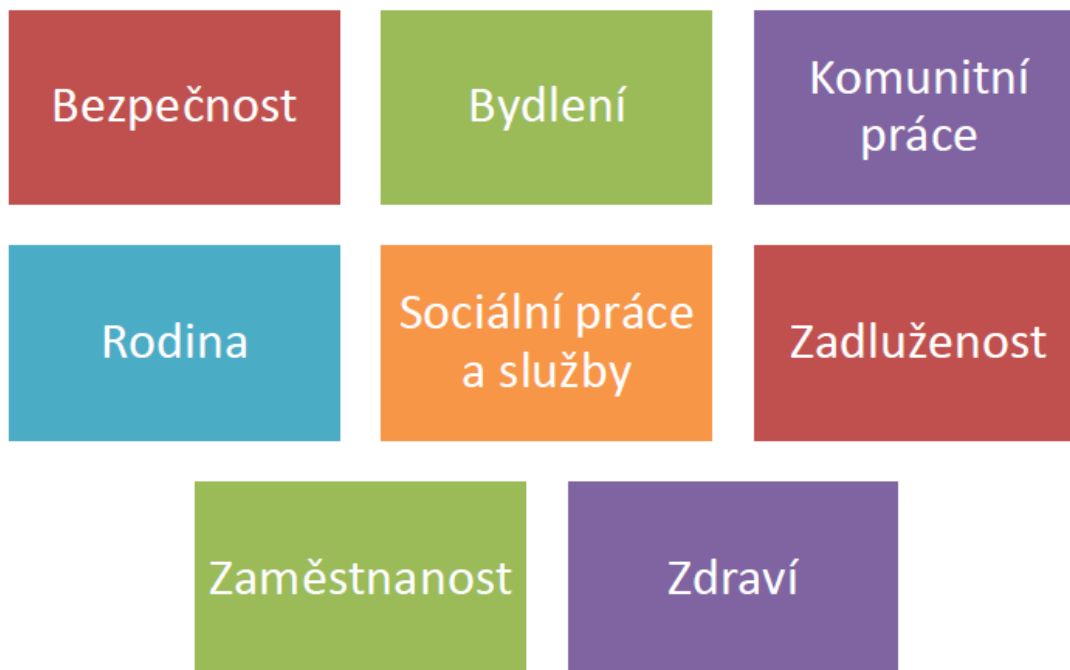 Bezpečnost
Bydlení
Komunitní
práce
Rodina
Sociální práce
a služby
Zadluženost
Zaměstnanost
Zdraví